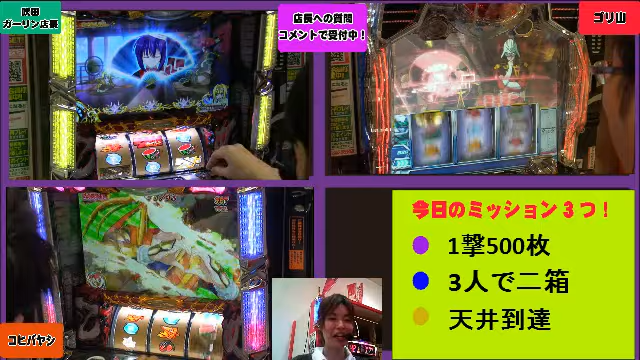 原田
ガーリン店長
店長への質問
コメントで受付中！
ゴリ山
今日のミッション３つ！
1撃500枚
3人で二箱
天井到達
コヒバヤシ